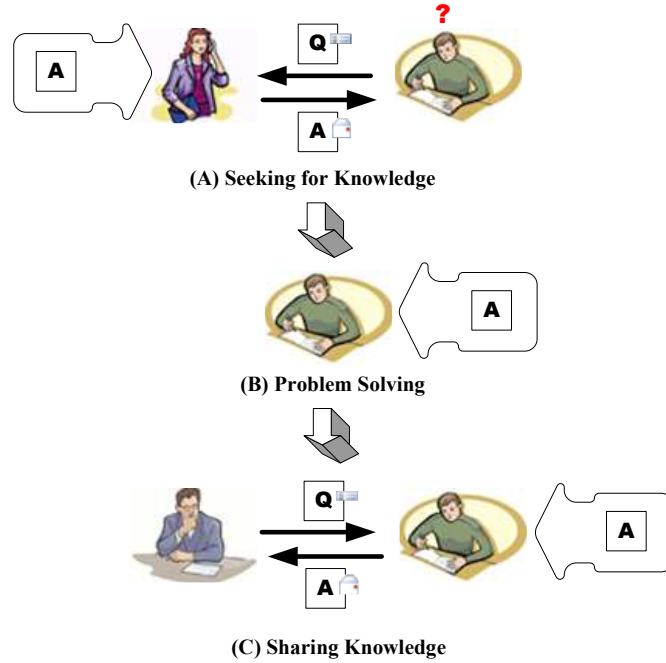 ?
A
Q
A
(A) Seeking for Knowledge
A
(B) Problem Solving
Q
A
A
(C) Sharing Knowledge